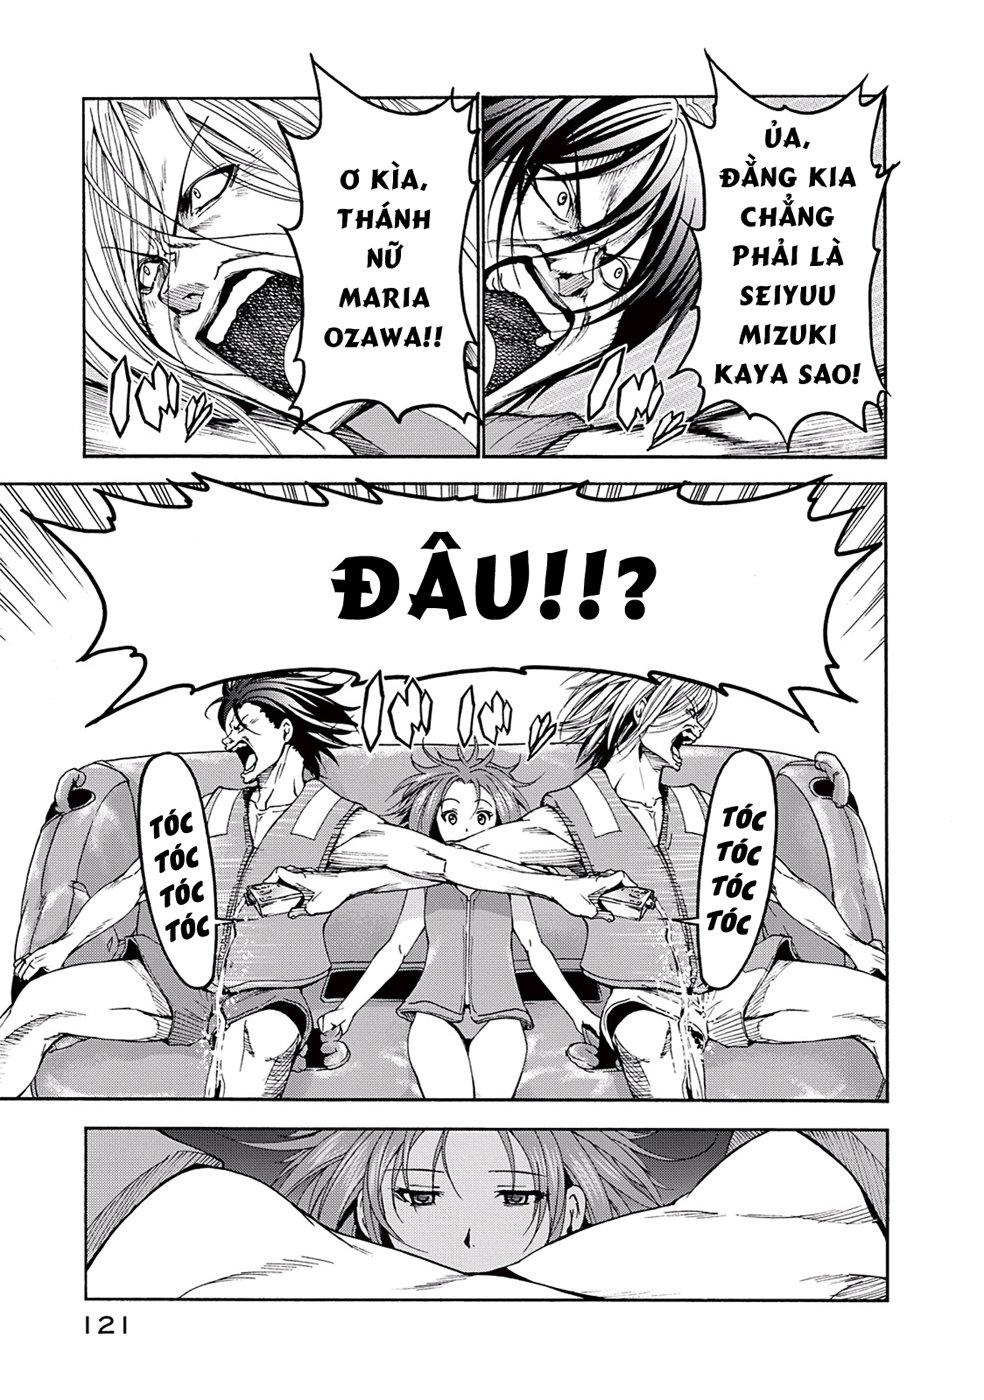 ỦA,
ĐẰNG KIA
CHẲNG
PHẢI LÀ
SEIYUU
MIZUKI
KAYA SAO!
Ơ KÌA,
THÁNH
NỮ
MARIA
OZAWA!!
ĐÂU!!?
TÓC
TÓC
TÓC
TÓC
TÓC
TÓC
TÓC
TÓC
121